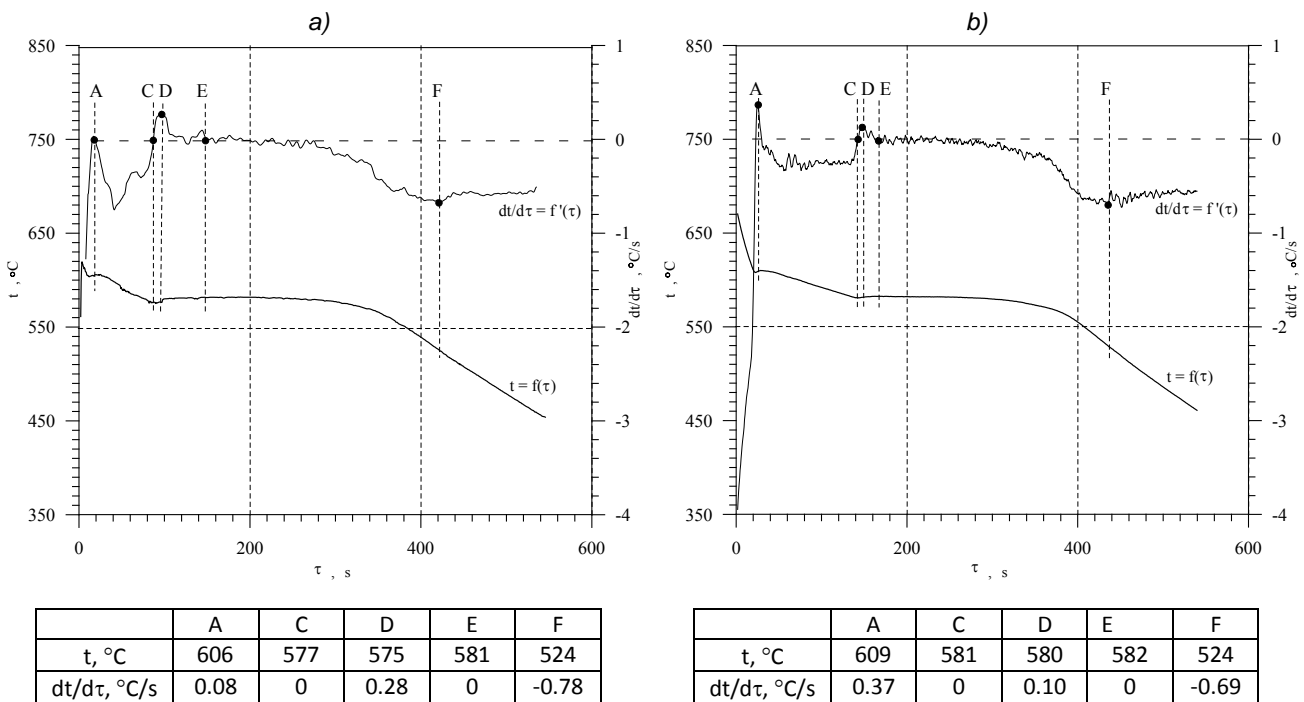 a)
850
750
650
550
450
350
t, °C
1
0
-1
-2
-3
-4
dt/dτ , °C/s
A
C D
E
F
dt/dτ = f'(τ)
t = f(τ)
0
200
400
600
τ , s
A C D E F
t, °C 606 577 575 581 524
dt/dτ, °C/s 0.08 0 0.28 0 -0.78
b)
850
750
650
550
450
350
t, °C
1
0
-1
-2
-3
-4
dt/dτ , °C/s
A
C D E
F
dt/dτ = f'(τ)
t = f(τ)
0
200
400
600
τ , s
A C D E F
t, °C 609 581 580 582 524
dt/dτ, °C/s 0.37 0 0.10 0 -0.69